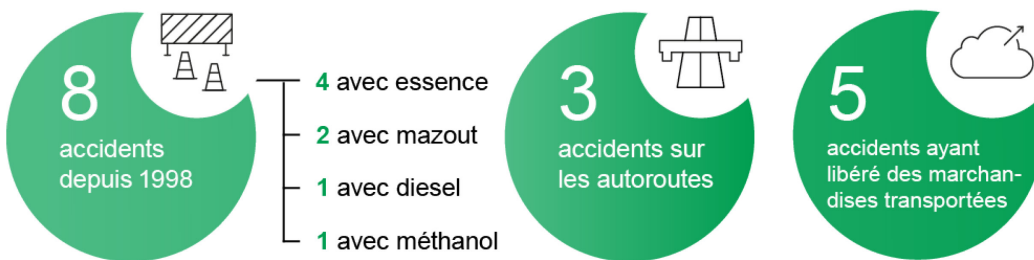 8
accidents
depuis 1998
4 avec essence
2 avec mazout
1 avec diesel
1 avec méthanol
3
accidents sur
les autoroutes
5
accidents ayant
libéré des marchan-
dises transportées